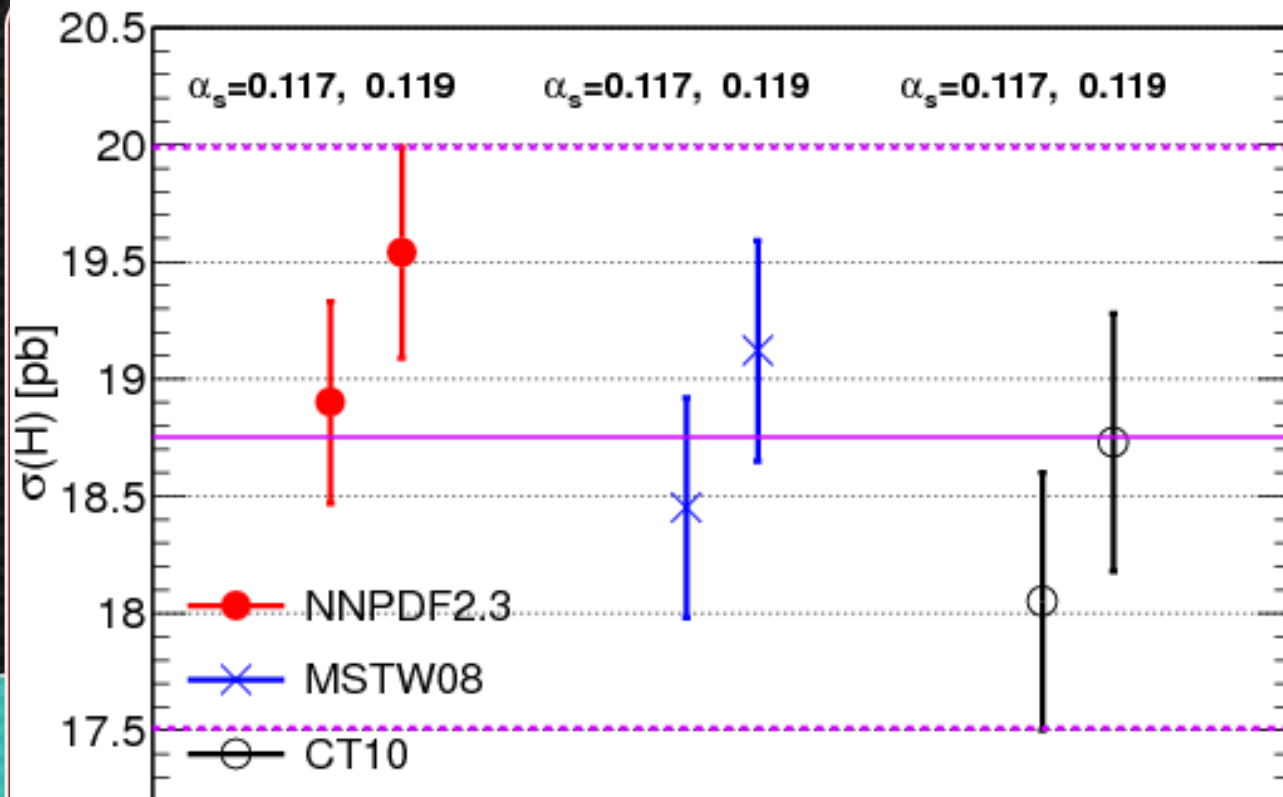 20.5
αs=0.117, 0.119 αs=0.117, 0.119 αs=0.117, 0.119
20
19.5
19
σ(H) [pb]
18.5
18
NNPDF2.3
MSTW08
17.5
CT10